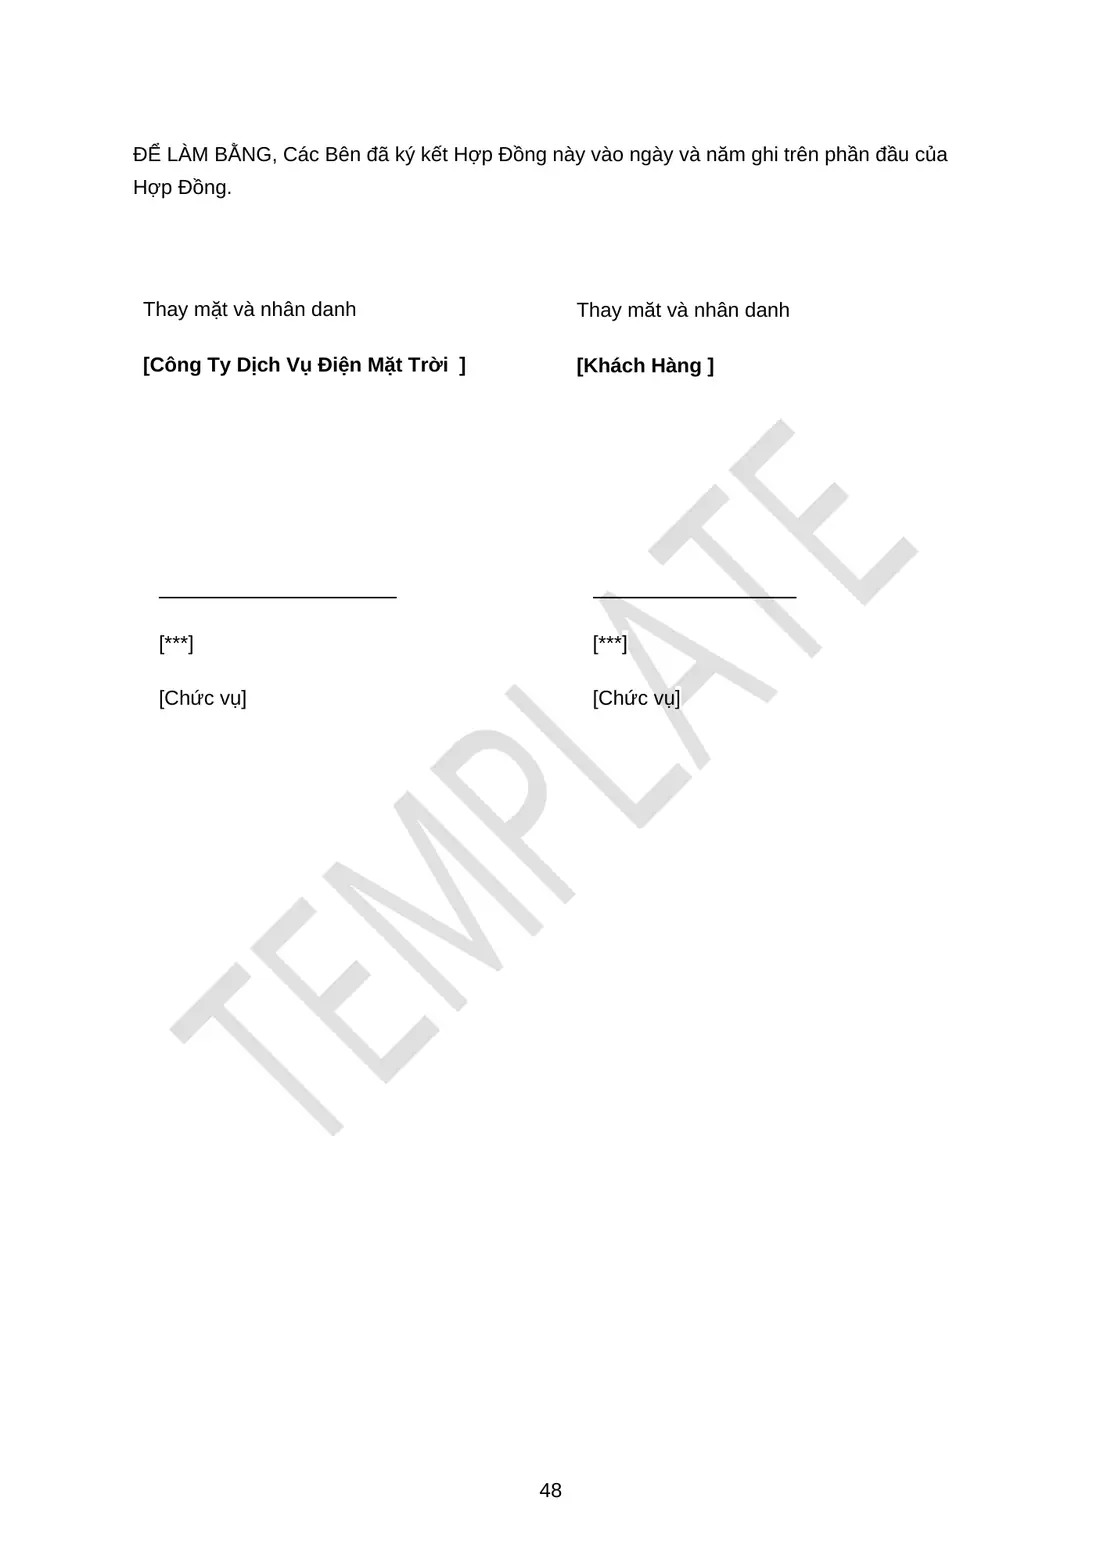 ĐỂ LÀM BẰNG, Các Bên đã ký kết Hợp Đồng này vào ngày và năm ghi trên phần đầu của
Hợp Đồng.
Thay mặt và nhân danh
[Công Ty Dịch Vụ Điện Mặt Trời  ]
[***]
[Chức vụ]
Thay măt và nhân danh
[Khách Hàng ]
[***]
[Chức vụ]
TEMPLATE
48